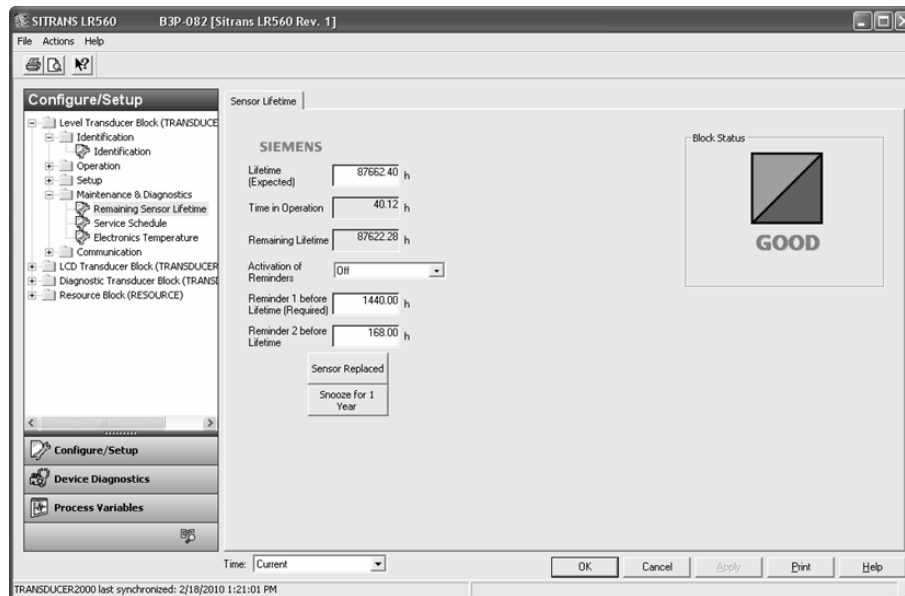 SITRANS LR560 B3P-082 [Sitrans LR560 Rev. 1]
File Actions Help
Configure/Setup
Level Transducer Block (TRANSDUCE
Identification
Identification
Operation
Setup
Maintenance & Diagnostics
Remaining Sensor Lifetime
Service Schedule
Electronics Temperature
Communication
LCD Transducer Block (TRANSDUCER
Diagnostic Transducer Block (TRANSD
Resource Block (RESOURCE)
Configure/Setup
Device Diagnostics
Process Variables
Sensor Lifetime
SIEMENS
Lifetime
(Expected) 87662.40 h
Time in Operation 40.12 h
Remaining Lifetime 87622.28 h
Activation of
Reminders Off
Reminder 1 before
Lifetime (Required) 1440.00 h
Reminder 2 before
Lifetime 168.00 h
Sensor Replaced
Snooze for 1
Year
Block Status
GOOD
Time: Current
OK Cancel Apply Print Help
TRANSDUCER2000 last synchronized: 2/18/2010 1:21:01 PM